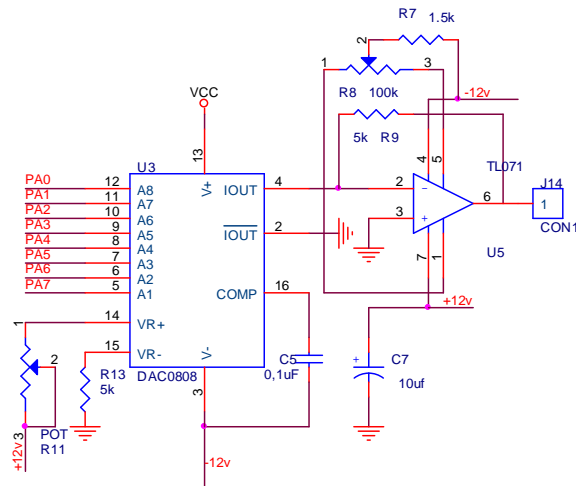 R7 1.5k
2
1 3
R8 100k
-12v
VCC
5k R9
U3
13
4 5
TL071
V+
PA0 12 A8 IOUT 4 2 − 6 J14
PA1 11 A7
1
PA2 10 A6 IOUT 2 3 +
CON1
PA3 9 A5
PA4 8 A4
U5
PA5 7 A3
PA6 6 A2
7 1
PA7 5 A1
COMP 16
+12v
1 14 VR+
15 VR-
V-
2
R13
5k
DAC0808
C5
0,1uF
+ C7
10uf
3
3
POT
R11
+12v
-12v